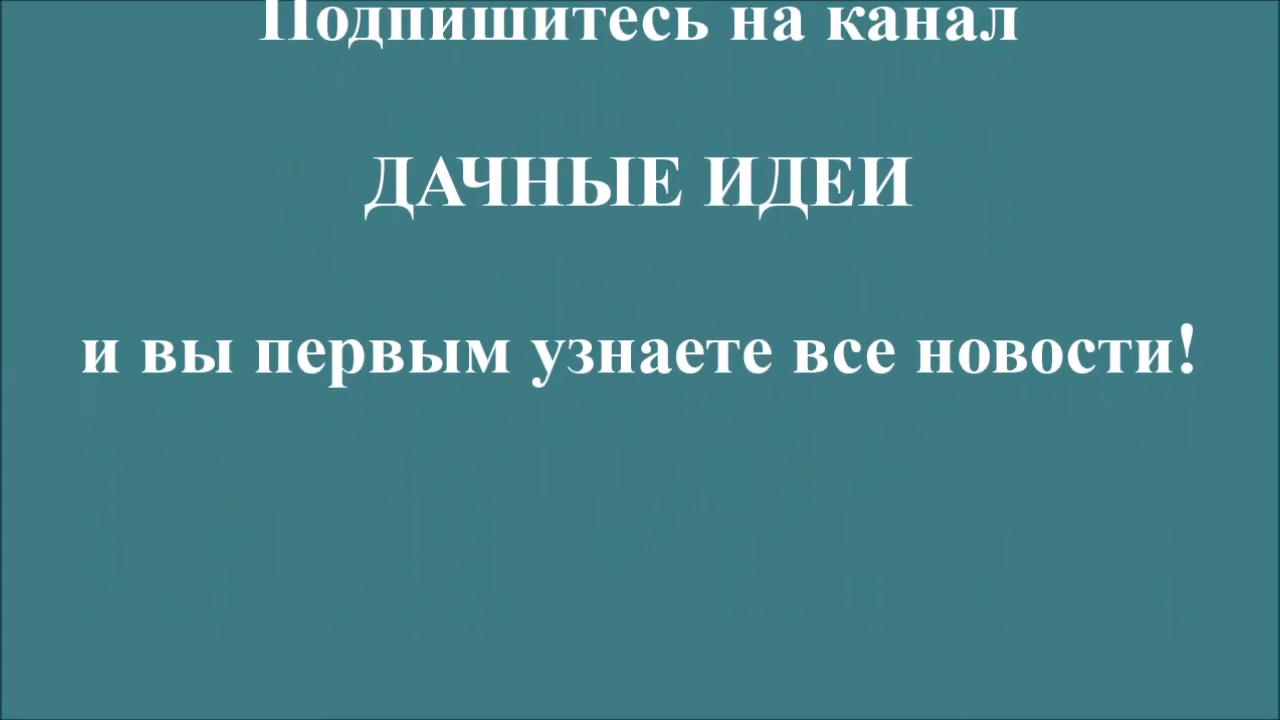 Подпишитесь на канал
ДАЧНЫЕ ИДЕИ
и вы первым узнаете все новости!